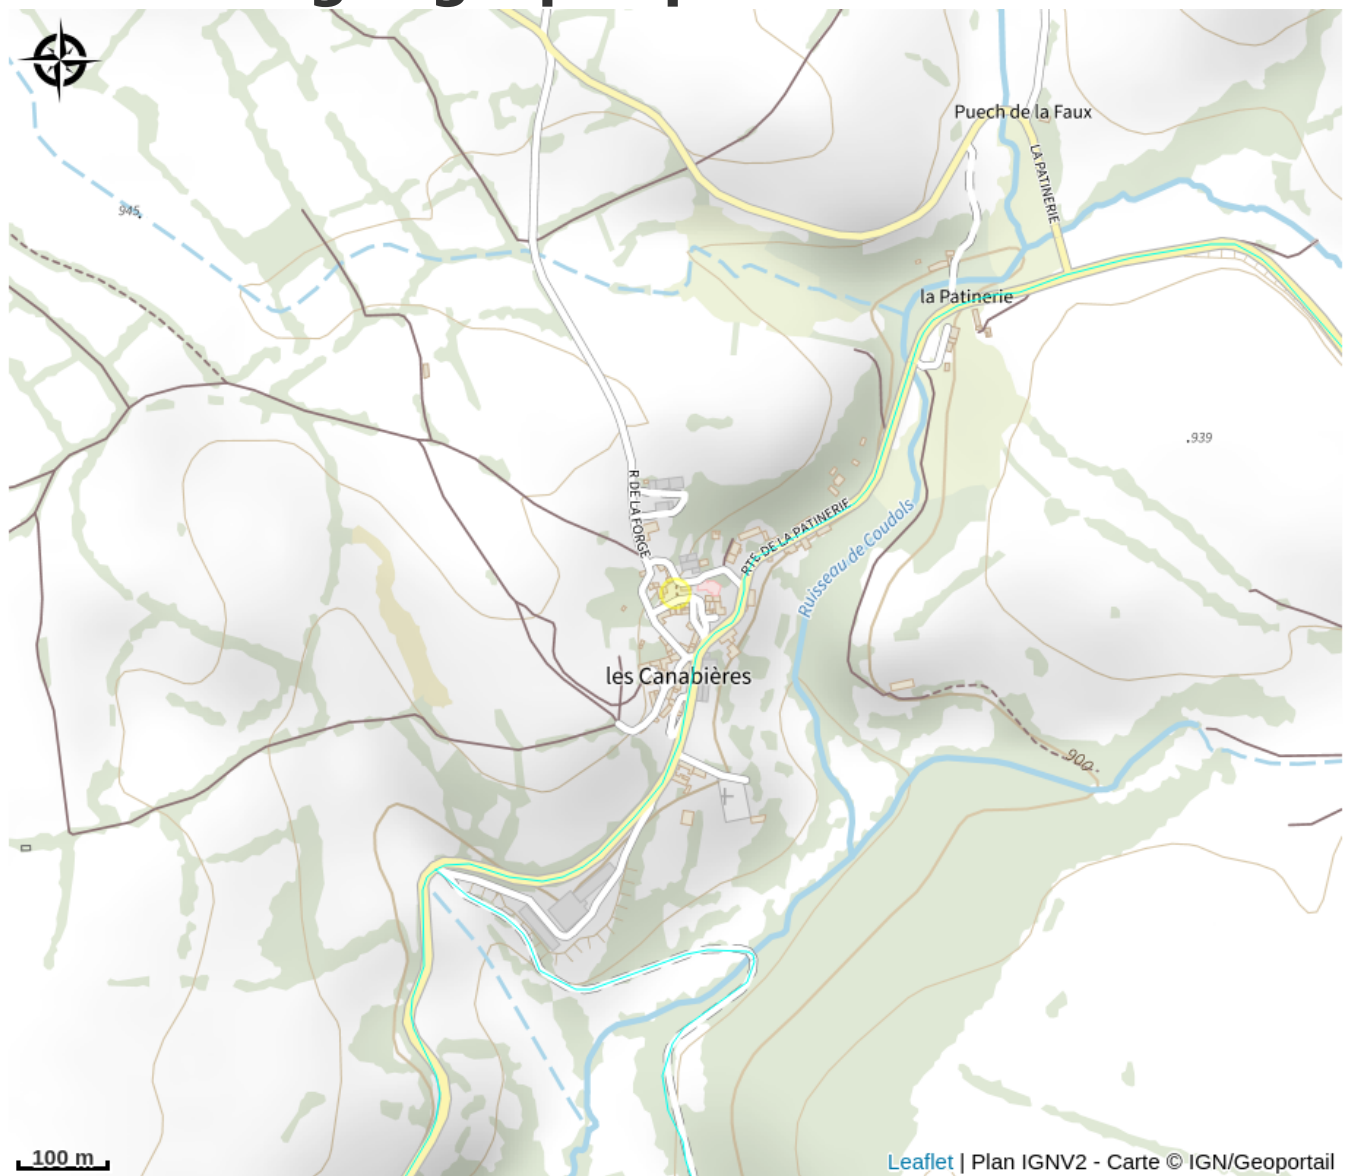 Puech de la Faux
LA PATINERIE
945
la Patinerie
939
R DE LA FORGE
RTE DE LA PATINERIE
Ruisseau de Coudols
les Canabières
900
100 m
Leaflet | Plan IGNV2 - Carte © IGN/Geoportail